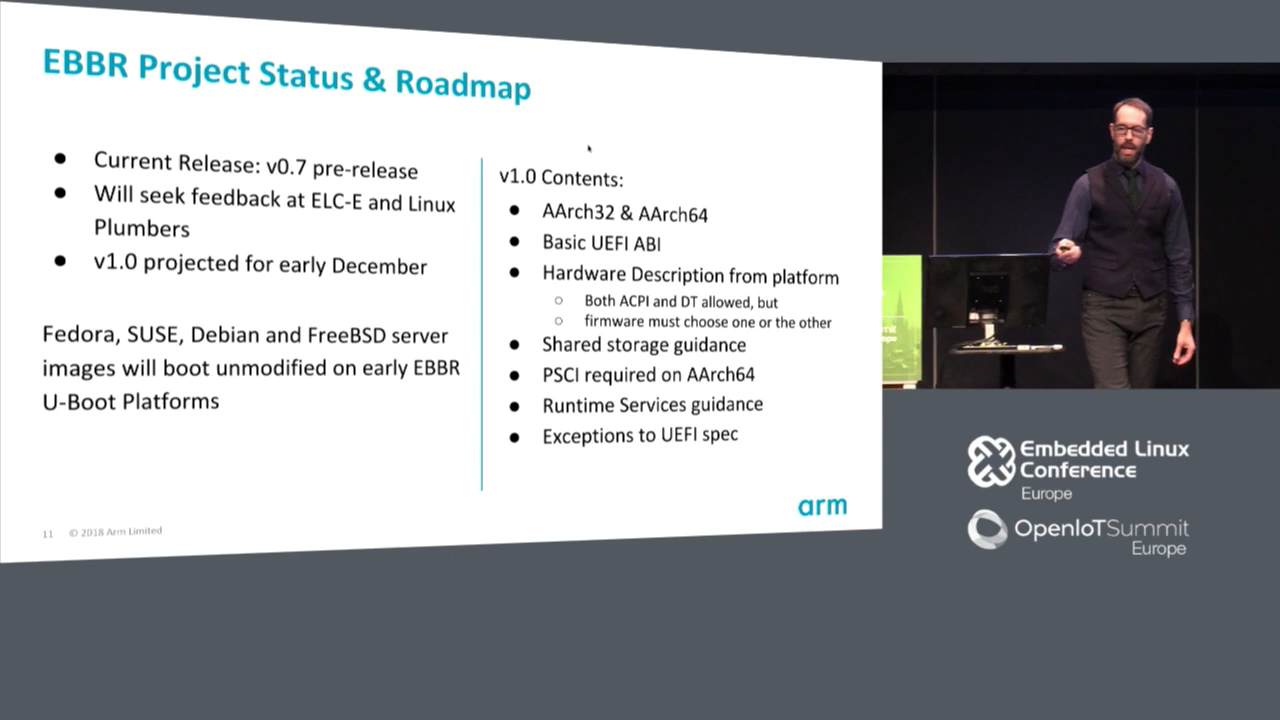 EBBR Project Status & Roadmap
● Current Release: v0.7 pre-release
● Will seek feedback at ELC-E and Linux
Plumbers
● v1.0 projected for early December
Fedora, SUSE, Debian and FreeBSD server
images will boot unmodified on early EBBR
U-Boot Platforms
v1.0 Contents:
● AArch32 & AArch64
● Basic UEFI ABI
● Hardware Description from platform
○ Both ACPI and DT allowed, but
○ firmware must choose one or the other
● Shared storage guidance
● PSCI required on AArch64
● Runtime Services guidance
● Exceptions to UEFI spec
arm
11 © 2018 Arm Limited
Embedded Linux
Conference
Europe
OpenIoTSummit
Europe